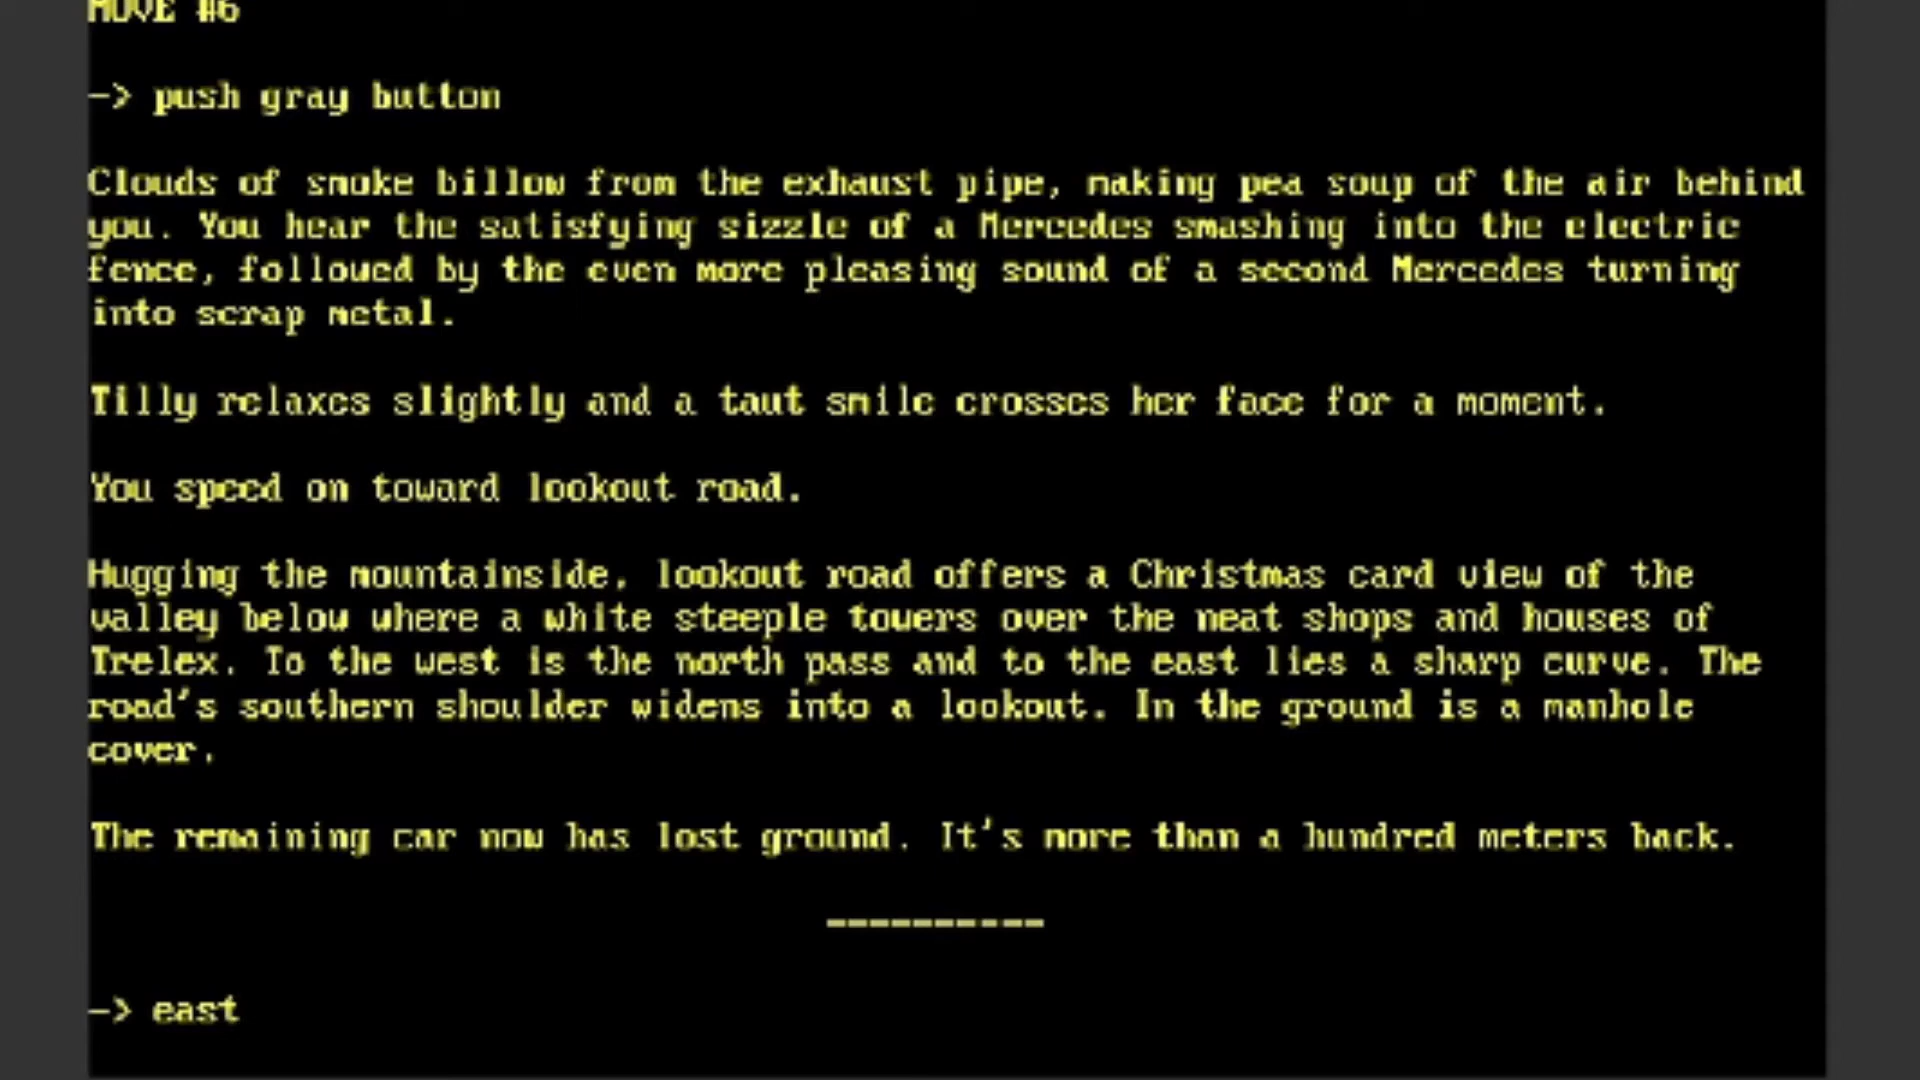 MOVE #6
-> push gray button
Clouds of smoke billow from the exhaust pipe, making pea soup of the air behind
you. You hear the satisfying sizzle of a Mercedes smashing into the electric
fence, followed by the even more pleasing sound of a second Mercedes turning
into scrap metal.
Tilly relaxes slightly and a taut smile crosses her face for a moment.
You speed on toward lookout road.
Hugging the mountainside, lookout road offers a Christmas card view of the
valley below where a white steeple towers over the neat shops and houses of
Trelex. To the west is the north pass and to the east lies a sharp curve. The
road's southern shoulder widens into a lookout. In the ground is a manhole
cover.
The remaining car now has lost ground. It's more than a hundred meters back.
----------
-> east